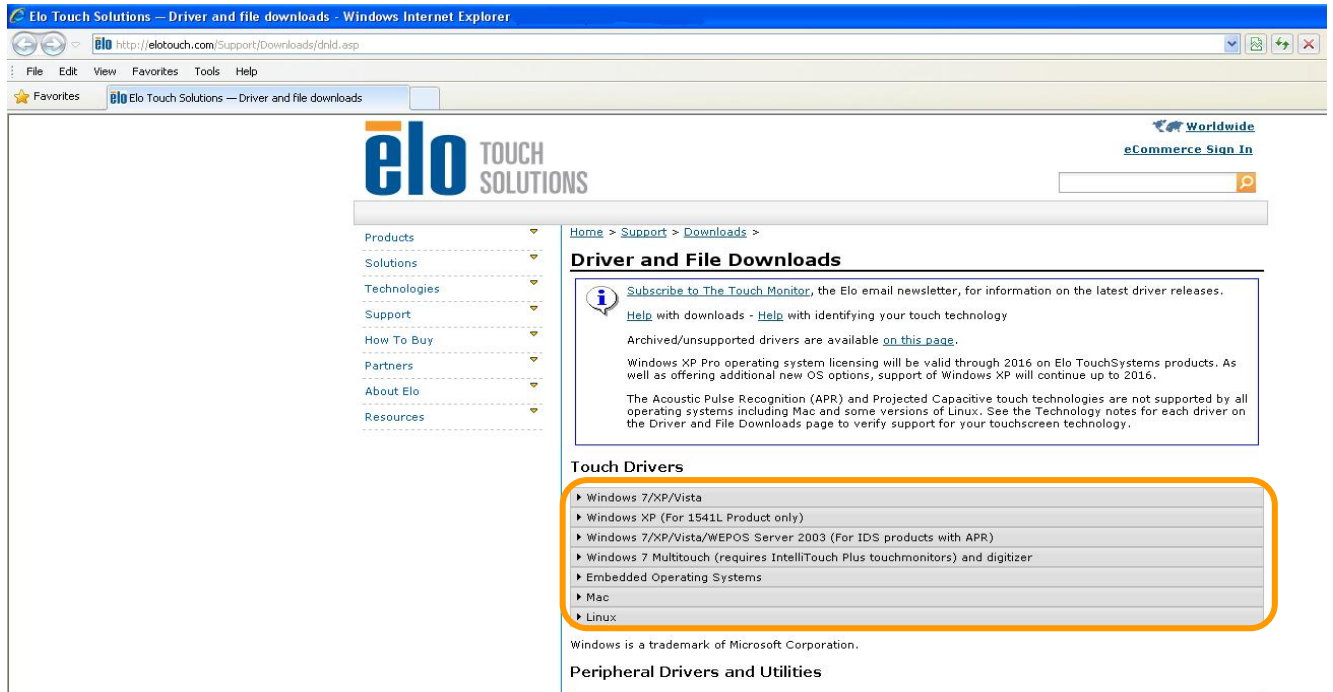 Elo Touch Solutions — Driver and file downloads - Windows Internet Explorer
elo http://elotouch.com/Support/Downloads/dnld.asp
File Edit View Favorites Tools Help
Favorites elo Elo Touch Solutions — Driver and file downloads
Worldwide
eCommerce Sign In
elo TOUCH
SOLUTIONS
Home > Support > Downloads >
Products
Solutions
Technologies
Support
How To Buy
Partners
About Elo
Resources
Driver and File Downloads
Subscribe to The Touch Monitor, the Elo email newsletter, for information on the latest driver releases.
Help with downloads - Help with identifying your touch technology
Archived/unsupported drivers are available on this page.
Windows XP Pro operating system licensing will be valid through 2016 on Elo TouchSystems products. As
well as offering additional new OS options, support of Windows XP will continue up to 2016.
The Acoustic Pulse Recognition (APR) and Projected Capacitive touch technologies are not supported by all
operating systems including Mac and some versions of Linux. See the Technology notes for each driver on
the Driver and File Downloads page to verify support for your touchscreen technology.
Touch Drivers
Windows 7/XP/Vista
Windows XP (For 1541L Product only)
Windows 7/XP/Vista/WEPOS Server 2003 (For IDS products with APR)
Windows 7 Multitouch (requires IntelliTouch Plus touchmonitors) and digitizer
Embedded Operating Systems
Mac
Linux
Windows is a trademark of Microsoft Corporation.
Peripheral Drivers and Utilities